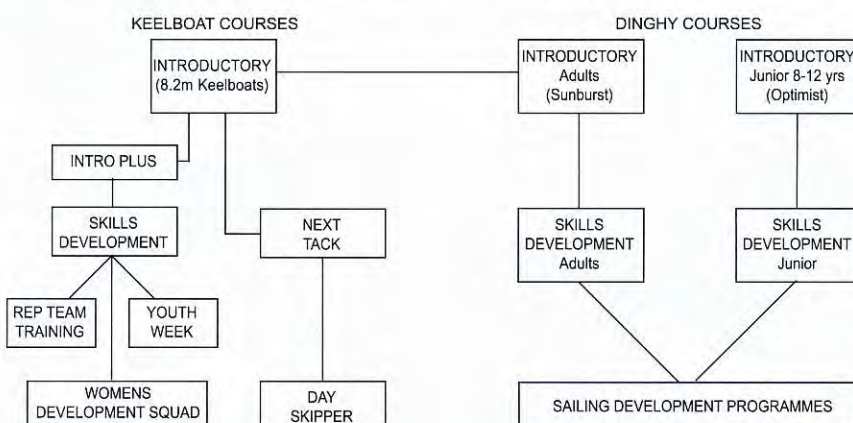 KEELBOAT COURSES
DINGHY COURSES
INTRODUCTORY
(8.2m Keelboats)
INTRODUCTORY
Adults
(Sunburst)
INTRODUCTORY
Junior 8-12 yrs
(Optimist)
INTRO PLUS
SKILLS
DEVELOPMENT
NEXT
TACK
SKILLS
DEVELOPMENT
Adults
SKILLS
DEVELOPMENT
Junior
REP TEAM
TRAINING
YOUTH
WEEK
WOMENS
DEVELOPMENT SQUAD
DAY
SKIPPER
SAILING DEVELOPMENT PROGRAMMES